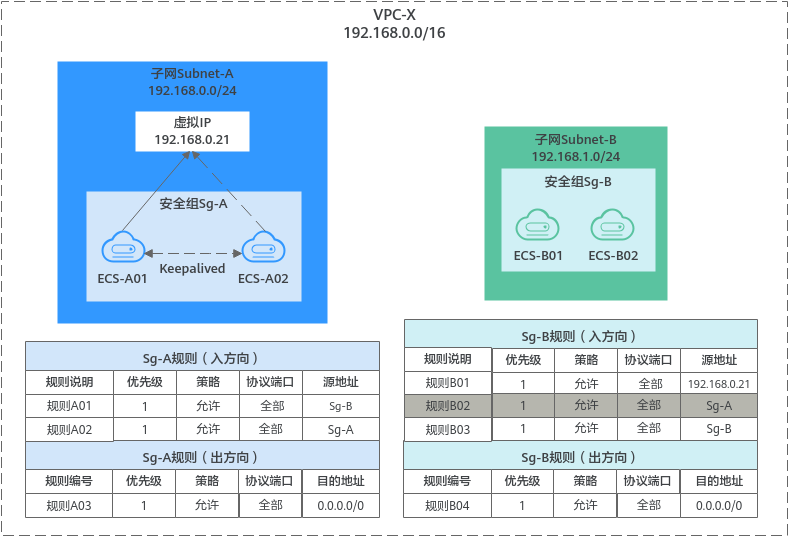 VPC-X
192.168.0.0/16
子网Subnet-A
192.168.0.0/24
虚拟IP
192.168.0.21
安全组Sg-A
ECS-A01
Keepalived
ECS-A02
子网Subnet-B
192.168.1.0/24
安全组Sg-B
ECS-B01 ECS-B02
Sg-A规则（入方向）
规则说明 优先级 策略 协议端口 源地址
规则A01 1 允许 全部 Sg-B
规则A02 1 允许 全部 Sg-A
Sg-A规则（出方向）
规则编号 优先级 策略 协议端口 目的地址
规则A03 1 允许 全部 0.0.0.0/0
Sg-B规则（入方向）
规则说明 优先级 策略 协议端口 源地址
规则B01 1 允许 全部 192.168.0.21
规则B02 1 允许 全部 Sg-A
规则B03 1 允许 全部 Sg-B
Sg-B规则（出方向）
规则编号 优先级 策略 协议端口 目的地址
规则B04 1 允许 全部 0.0.0.0/0